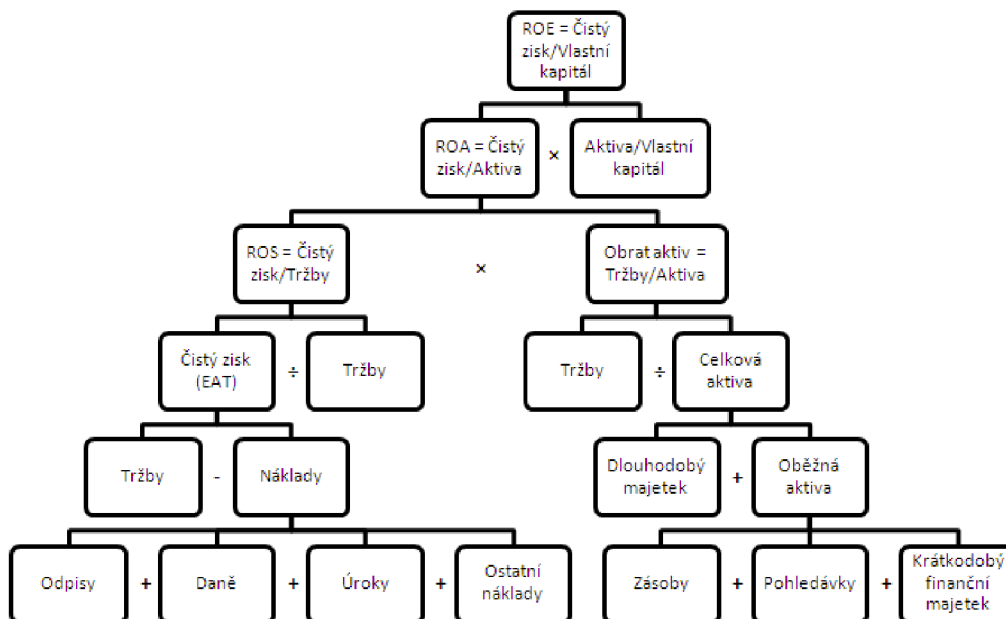 ROE = Čistý
zisk/Vlastní
kapitál
ROA = Čistý
zisk/Aktiva
×
Aktiva/Vlastní
kapitál
ROS = Čistý
zisk/Tržby
×
Obrat aktiv =
Tržby/Aktiva
Čistý zisk
(EAT)
÷
Tržby
Tržby
÷
Celková
aktiva
Tržby
-
Náklady
Dlouhodobý
majetek
+
Oběžná
aktiva
Odpisy
+
Daně
+
Úroky
+
Ostatní
náklady
Zásoby
+
Pohledávky
+
Krátkodobý
finanční
majetek